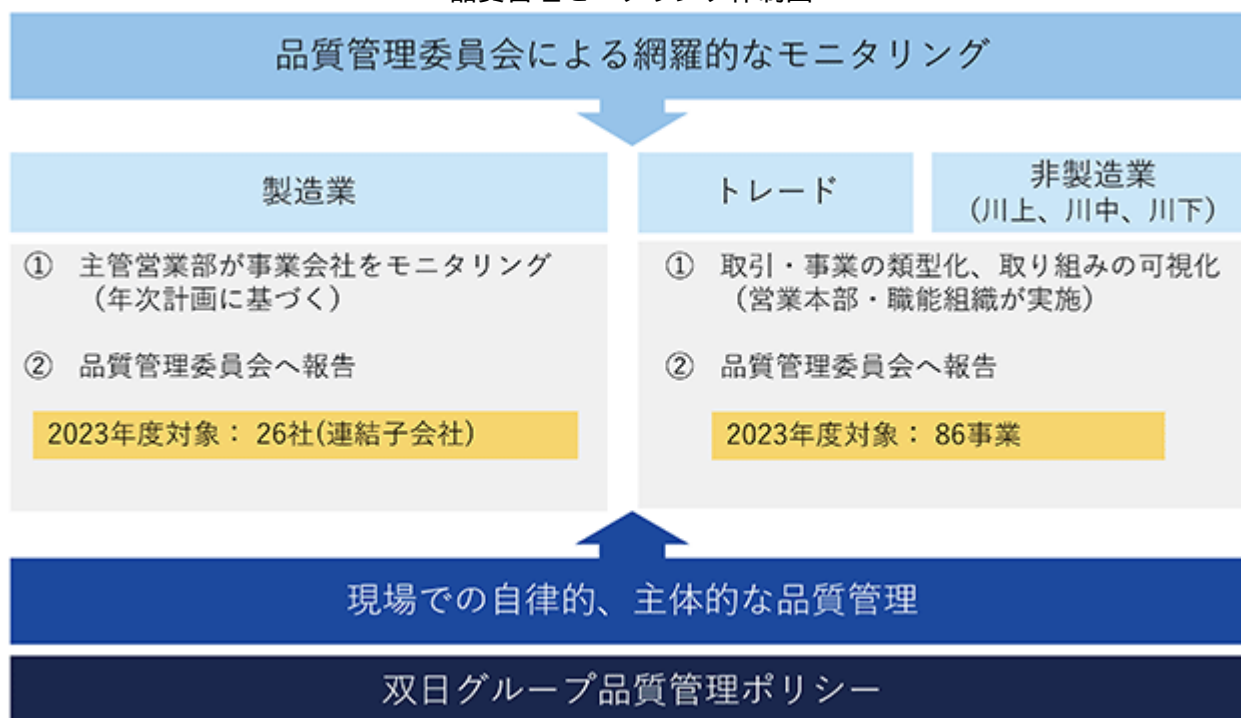 品質管理委員会による網羅的なモニタリング
製造業
トレード
非製造業
（川上、川中、川下）
① 主管営業部が事業会社をモニタリング
（年次計画に基づく）
② 品質管理委員会へ報告
2023年度対象： 26社(連結子会社)
① 取引・事業の類型化、取り組みの可視化
（営業本部・職能組織が実施）
② 品質管理委員会へ報告
2023年度対象： 86事業
現場での自律的、主体的な品質管理
双日グループ品質管理ポリシー